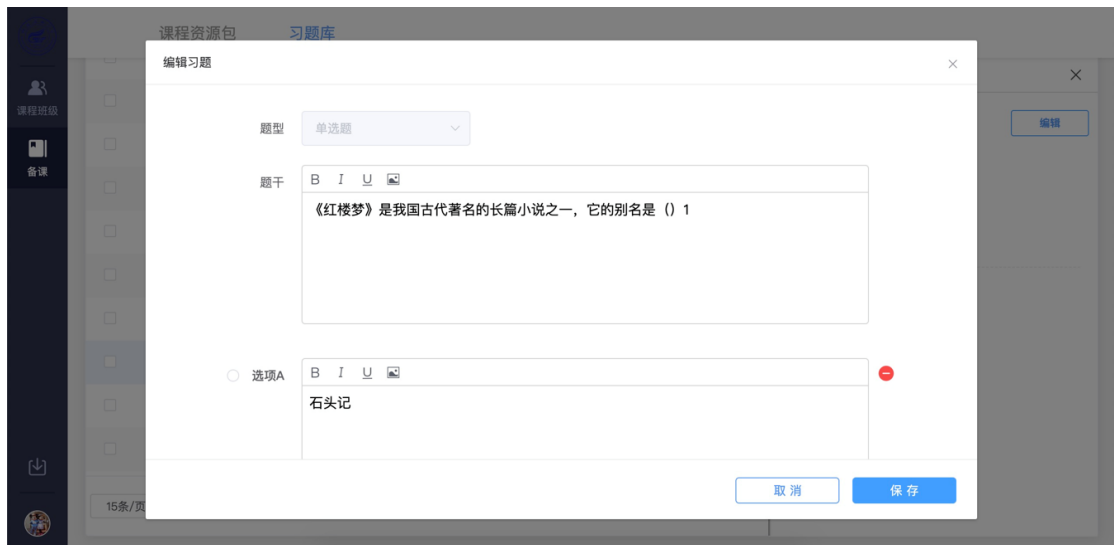 课程资源包 习题库
编辑习题
课程班级
备课
编辑
题型 单选题
题干 B I U
《红楼梦》是我国古代著名的长篇小说之一，它的别名是（）1
选项A B I U
石头记
取消 保存
15条/页